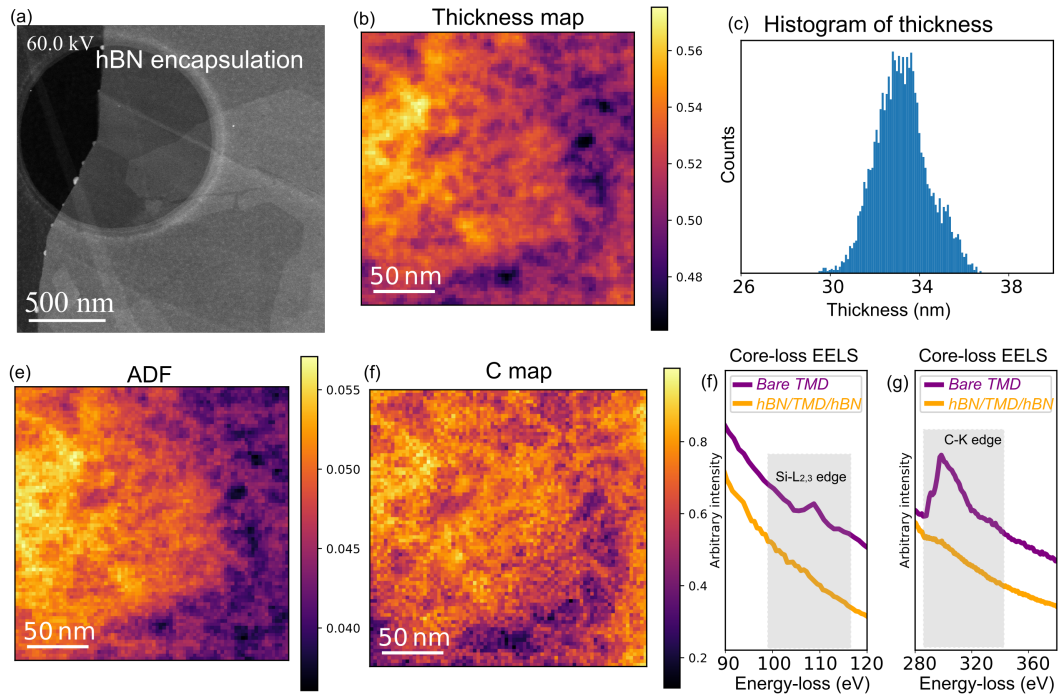 (a)
60.0 kV
hBN encapsulation
500 nm
(b)
Thickness map
50 nm
0.56
0.54
0.52
0.50
0.48
(c)
Histogram of thickness
Counts
26
30
34
38
Thickness (nm)
(e)
ADF
50 nm
0.055
0.050
0.045
0.040
(f)
C map
50 nm
0.8
0.6
0.4
0.2
Core-loss EELS
(f)
Bare TMD
hBN/TMD/hBN
Si-L2,3 edge
Arbitrary intensity
90
100
110
120
Energy-loss (eV)
Core-loss EELS
(g)
Bare TMD
hBN/TMD/hBN
C-K edge
Arbitrary intensity
280
320
360
Energy-loss (eV)